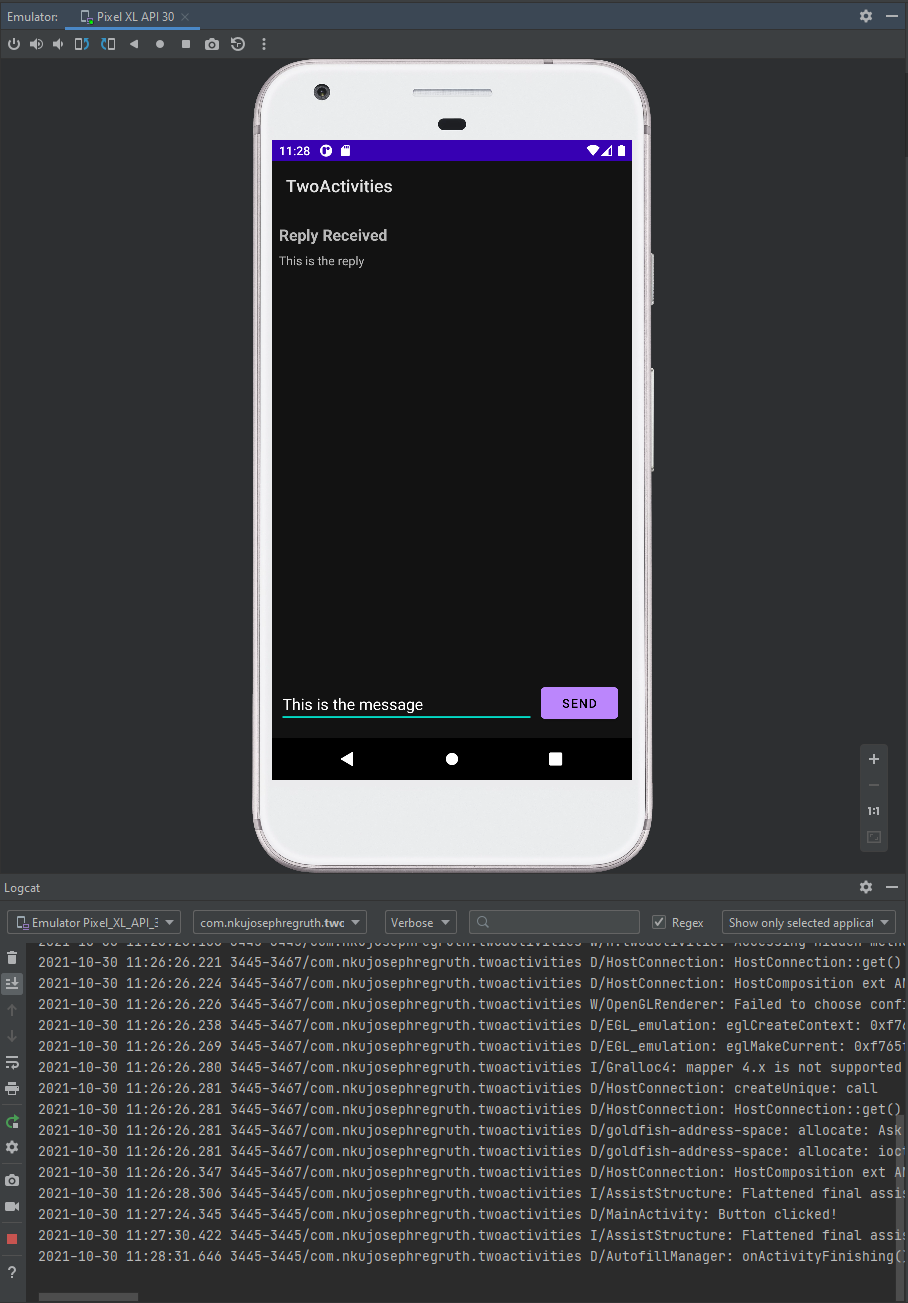 Emulator: Pixel XL API 30
11:28
TwoActivities
Reply Received
This is the reply
This is the message
SEND
1:1
Logcat
Emulator Pixel_XL_API_3
com.nkujosephregruth.twc
Verbose
Regex
Show only selected applicat
3445-3445/com.nkujosephregruth.twoactivities
2021-10-30 11:26:26.221 3445-3467/com.nkujosephregruth.twoactivities D/HostConnection: HostConnection::get()
2021-10-30 11:26:26.224 3445-3467/com.nkujosephregruth.twoactivities D/HostConnection: HostComposition ext AN
2021-10-30 11:26:26.226 3445-3467/com.nkujosephregruth.twoactivities W/OpenGLRenderer: Failed to choose confi
2021-10-30 11:26:26.238 3445-3467/com.nkujosephregruth.twoactivities D/EGL_emulation: eglCreateContext: 0xf76
2021-10-30 11:26:26.269 3445-3467/com.nkujosephregruth.twoactivities D/EGL_emulation: eglMakeCurrent: 0xf765
2021-10-30 11:26:26.280 3445-3467/com.nkujosephregruth.twoactivities I/Gralloc4: mapper 4.x is not supported
2021-10-30 11:26:26.281 3445-3467/com.nkujosephregruth.twoactivities D/HostConnection: createUnique: call
2021-10-30 11:26:26.281 3445-3467/com.nkujosephregruth.twoactivities D/HostConnection: HostConnection::get()
2021-10-30 11:26:26.281 3445-3467/com.nkujosephregruth.twoactivities D/goldfish-address-space: allocate: Ask
2021-10-30 11:26:26.281 3445-3467/com.nkujosephregruth.twoactivities D/goldfish-address-space: allocate: ioct
2021-10-30 11:26:26.347 3445-3467/com.nkujosephregruth.twoactivities D/HostConnection: HostComposition ext AN
2021-10-30 11:26:28.306 3445-3445/com.nkujosephregruth.twoactivities I/AssistStructure: Flattened final assis
2021-10-30 11:27:24.345 3445-3445/com.nkujosephregruth.twoactivities D/MainActivity: Button clicked!
2021-10-30 11:27:30.422 3445-3445/com.nkujosephregruth.twoactivities I/AssistStructure: Flattened final assis
2021-10-30 11:28:31.646 3445-3445/com.nkujosephregruth.twoactivities D/AutofillManager: onActivityFinishing()